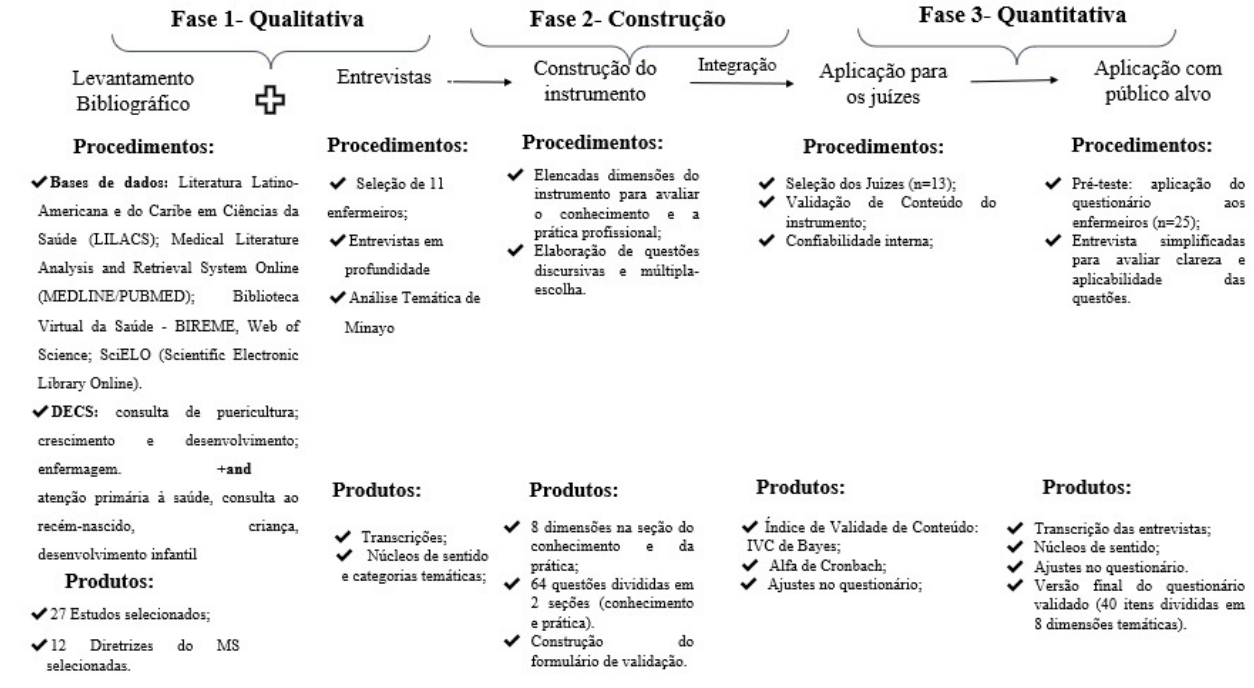 Fase 1- Qualitativa
Fase 2- Construção
Fase 3- Quantitativa
Levantamento
Bibliográfico
Entrevistas
Construção do
instrumento
Integração
Aplicação para
os juízes
Aplicação com
público alvo
Procedimentos:
Bases de dados: Literatura Latino-
Americana e do Caribe em Ciências da
Saúde (LILACS); Medical Literature
Analysis and Retrieval System Online
(MEDLINE/PUBMED); Biblioteca
Virtual da Saúde - BIREME, Web of
Science; SciELO (Scientific Electronic
Library Online).
DECS: consulta de puericultura;
crescimento e desenvolvimento;
enfermagem. +and
atenção primária à saúde, consulta ao
recém-nascido, criança,
desenvolvimento infantil
Produtos:
27 Estudos selecionados;
12 Diretrizes do MS
selecionadas.
Procedimentos:
Seleção de 11
enfermeiros;
Entrevistas em
profundidade
Análise Temática de
Minayo
Produtos:
Transcrições;
Núcleos de sentido
e categorias temáticas;
Procedimentos:
Elencadas dimensões do
instrumento para avaliar
o conhecimento e a
prática profissional;
Elaboração de questões
discursivas e múltipla-
escolha.
Produtos:
8 dimensões na seção do
conhecimento e da
prática;
64 questões divididas em
2 seções (conhecimento
e prática).
Construção do
formulário de validação.
Procedimentos:
Seleção dos Juízes (n=13);
Validação de Conteúdo do
instrumento;
Confiabilidade interna;
Produtos:
Índice de Validade de Conteúdo:
IVC de Bayes;
Alfa de Cronbach;
Ajustes no questionário;
Procedimentos:
Pré-teste: aplicação do
questionário aos
enfermeiros (n=25);
Entrevista simplificadas
para avaliar clareza e
aplicabilidade das
questões.
Produtos:
Transcrição das entrevistas;
Núcleos de sentido;
Ajustes no questionário.
Versão final do questionário
validado (40 itens divididas em
8 dimensões temáticas).